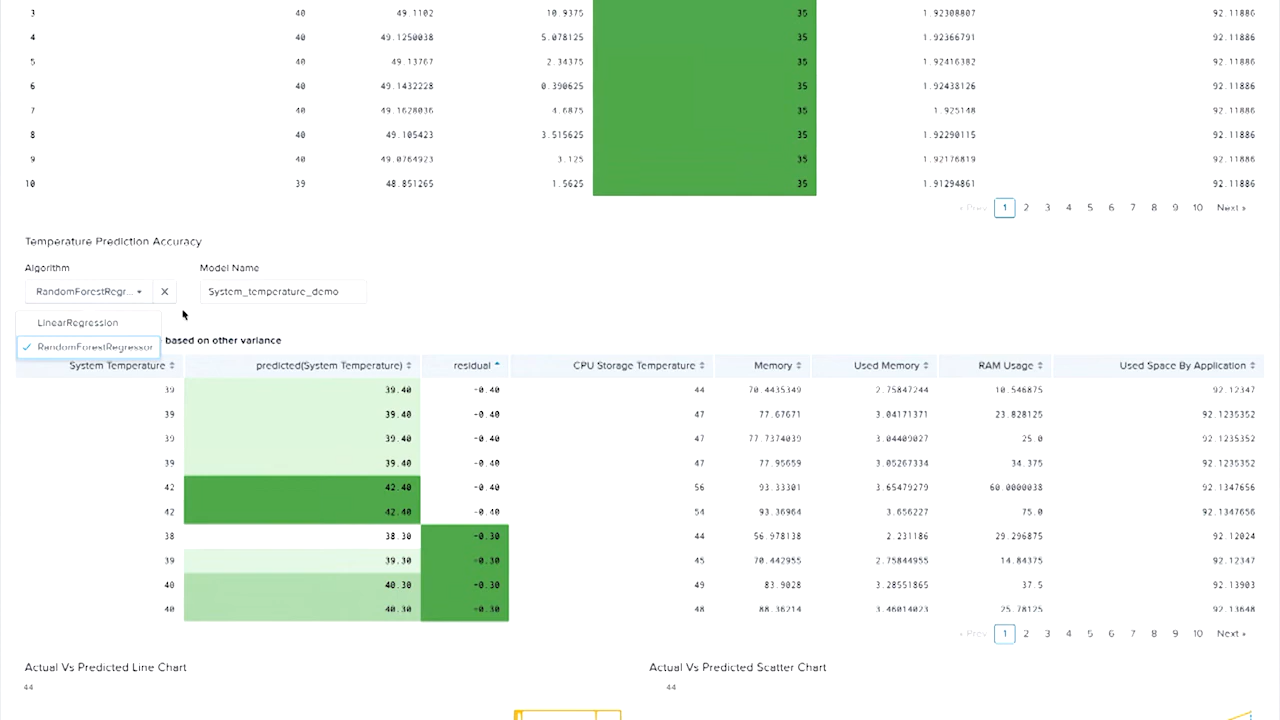 3 40 49.1102 10.9375 35 1.92308807 92.11886
4 40 49.1250038 5.078125 35 1.92366791 92.11886
5 40 49.13767 2.34375 35 1.92416382 92.11886
6 40 49.1432228 0.390625 35 1.92438126 92.11886
7 40 49.1628036 4.6875 35 1.925148 92.11886
8 40 49.105423 3.515625 35 1.92290115 92.11886
9 40 49.0764923 3.125 35 1.92176819 92.11886
10 39 48.851265 1.5625 35 1.91294861 92.11886
« Prev 1 2 3 4 5 6 7 8 9 10 Next »
Temperature Prediction Accuracy
Algorithm Model Name
RandomForestRegr... System_temperature_demo
LinearRegression
based on other variance
RandomForestRegressor
System Temperature predicted(System Temperature) residual CPU Storage Temperature Memory Used Memory RAM Usage Used Space By Application
39 39.40 -0.40 44 70.4435349 2.75847244 10.546875 92.12347
39 39.40 -0.40 47 77.67671 3.04171371 23.828125 92.1235352
39 39.40 -0.40 47 77.7374039 3.04409027 25.0 92.1235352
39 39.40 -0.40 47 77.95659 3.05267334 34.375 92.1235352
42 42.40 -0.40 56 93.33301 3.65479279 60.0000038 92.1347656
42 42.40 -0.40 54 93.36964 3.656227 75.0 92.1347656
38 38.30 -0.30 44 56.978138 2.231186 29.296875 92.12024
39 39.30 -0.30 45 70.442955 2.75844955 14.84375 92.12347
40 40.30 -0.30 49 83.9028 3.28551865 37.5 92.13903
40 40.30 -0.30 48 88.36214 3.46014023 25.78125 92.13648
« Prev 1 2 3 4 5 6 7 8 9 10 Next »
Actual Vs Predicted Line Chart Actual Vs Predicted Scatter Chart
44 44